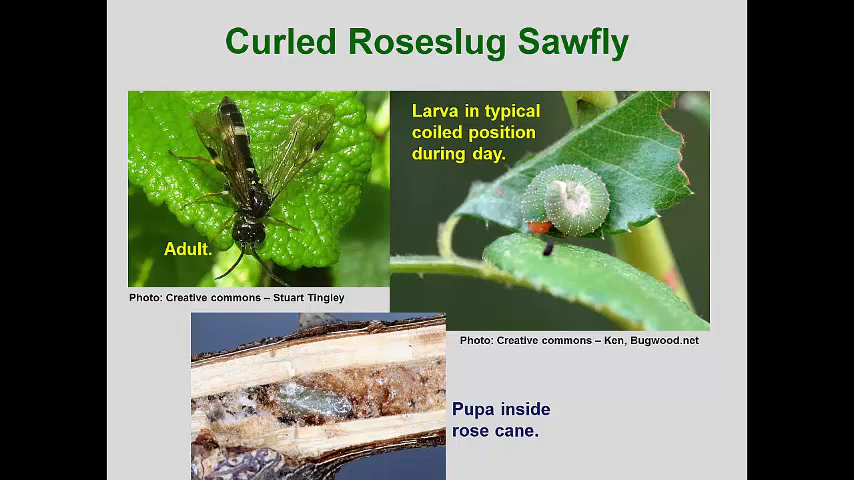 Curled Roseslug Sawfly
Larva in typical
coiled position
during day.
Adult.
Photo: Creative commons – Stuart Tingley
Photo: Creative commons – Ken, Bugwood.net
Pupa inside
rose cane.